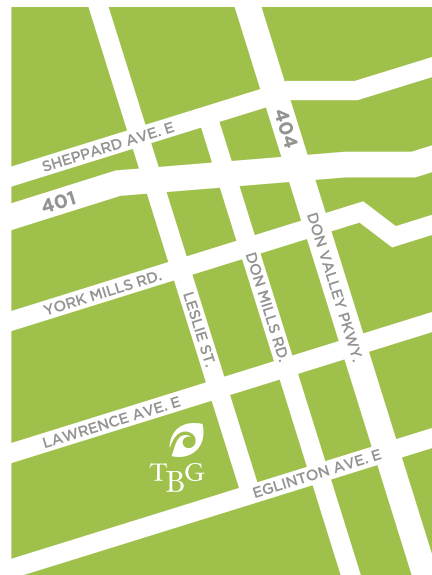 SHEPPARD AVE. E
404
401
DON VALLEY PKWY.
YORK MILLS RD.
DON MILLS RD.
LESLIE ST.
LAWRENCE AVE. E
TBG
EGLINTON AVE. E